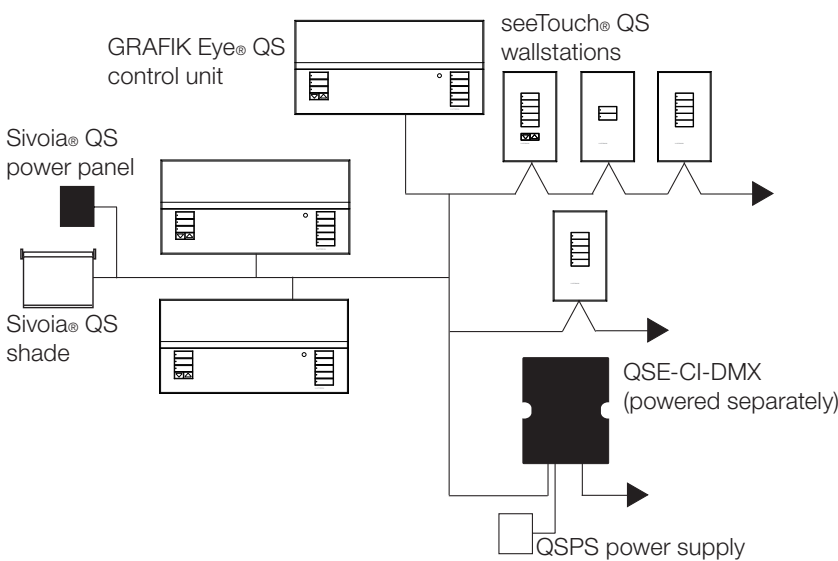 GRAFIK Eye® QS
control unit
seeTouch® QS
wallstations
Sivoia® QS
power panel
Sivoia® QS
shade
QSE-CI-DMX
(powered separately)
QSPS power supply